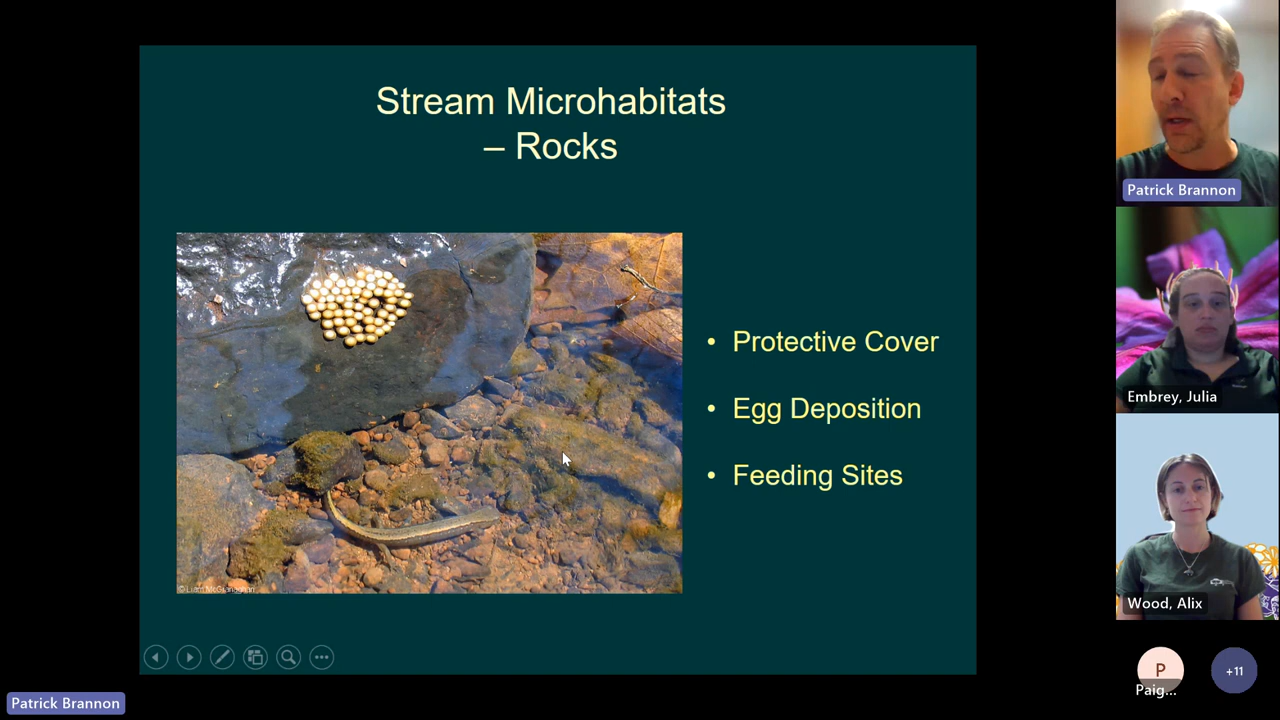 Stream Microhabitats
– Rocks
• Protective Cover
• Egg Deposition
• Feeding Sites
Patrick Brannon
Embrey, Julia
Wood, Alix
P
Paig...
+11
Patrick Brannon